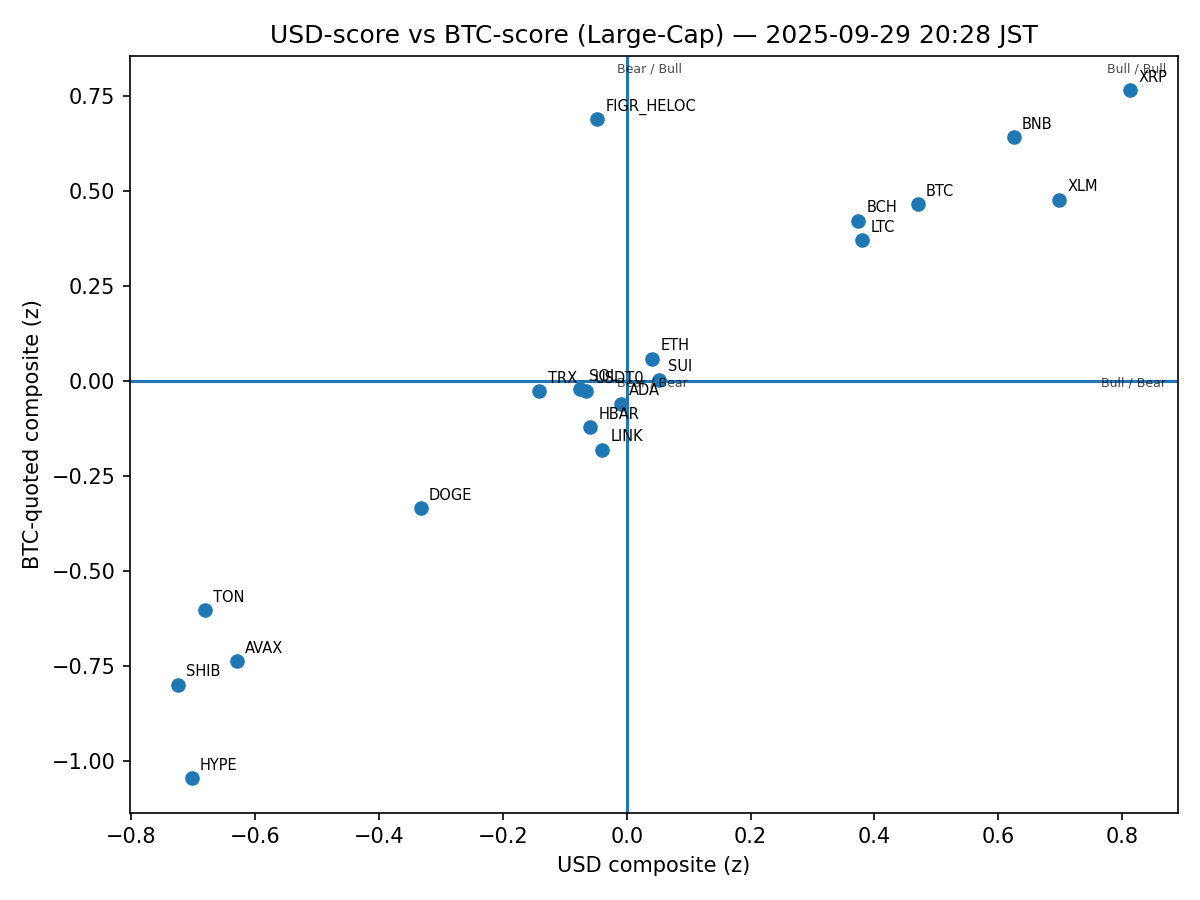 USD-score vs BTC-score (Large-Cap) — 2025-09-29 20:28 JST
Bear / Bull
Bull / Bull
XRP
FIGR_HELOC
BNB
XLM
BTC
BCH
LTC
ETH
SUI
TRX
SOL
USDT0
Bear / Bear
Bull / Bear
ADA
HBAR
LINK
DOGE
TON
AVAX
SHIB
HYPE
0.75
0.50
0.25
0.00
−0.25
−0.50
−0.75
−1.00
BTC-quoted composite (z)
−0.8
−0.6
−0.4
−0.2
0.0
0.2
0.4
0.6
0.8
USD composite (z)